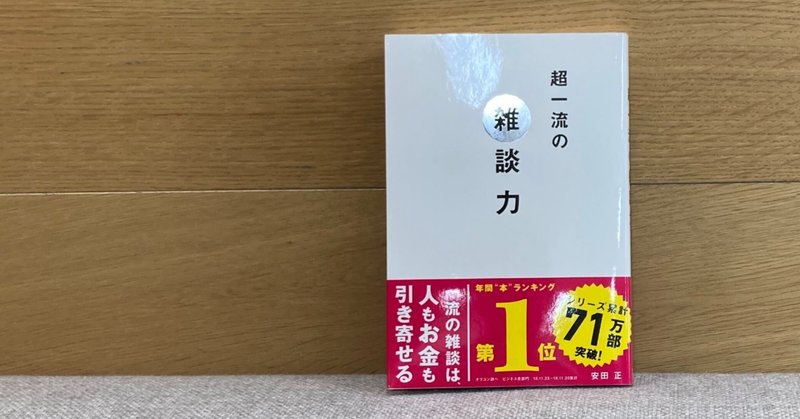 超一流の
雑談力
流の雑談は、
人もお金も
引き寄せる
年間“本”ランキング
第1位
シリーズ累計
71万部
突破!
安田 正